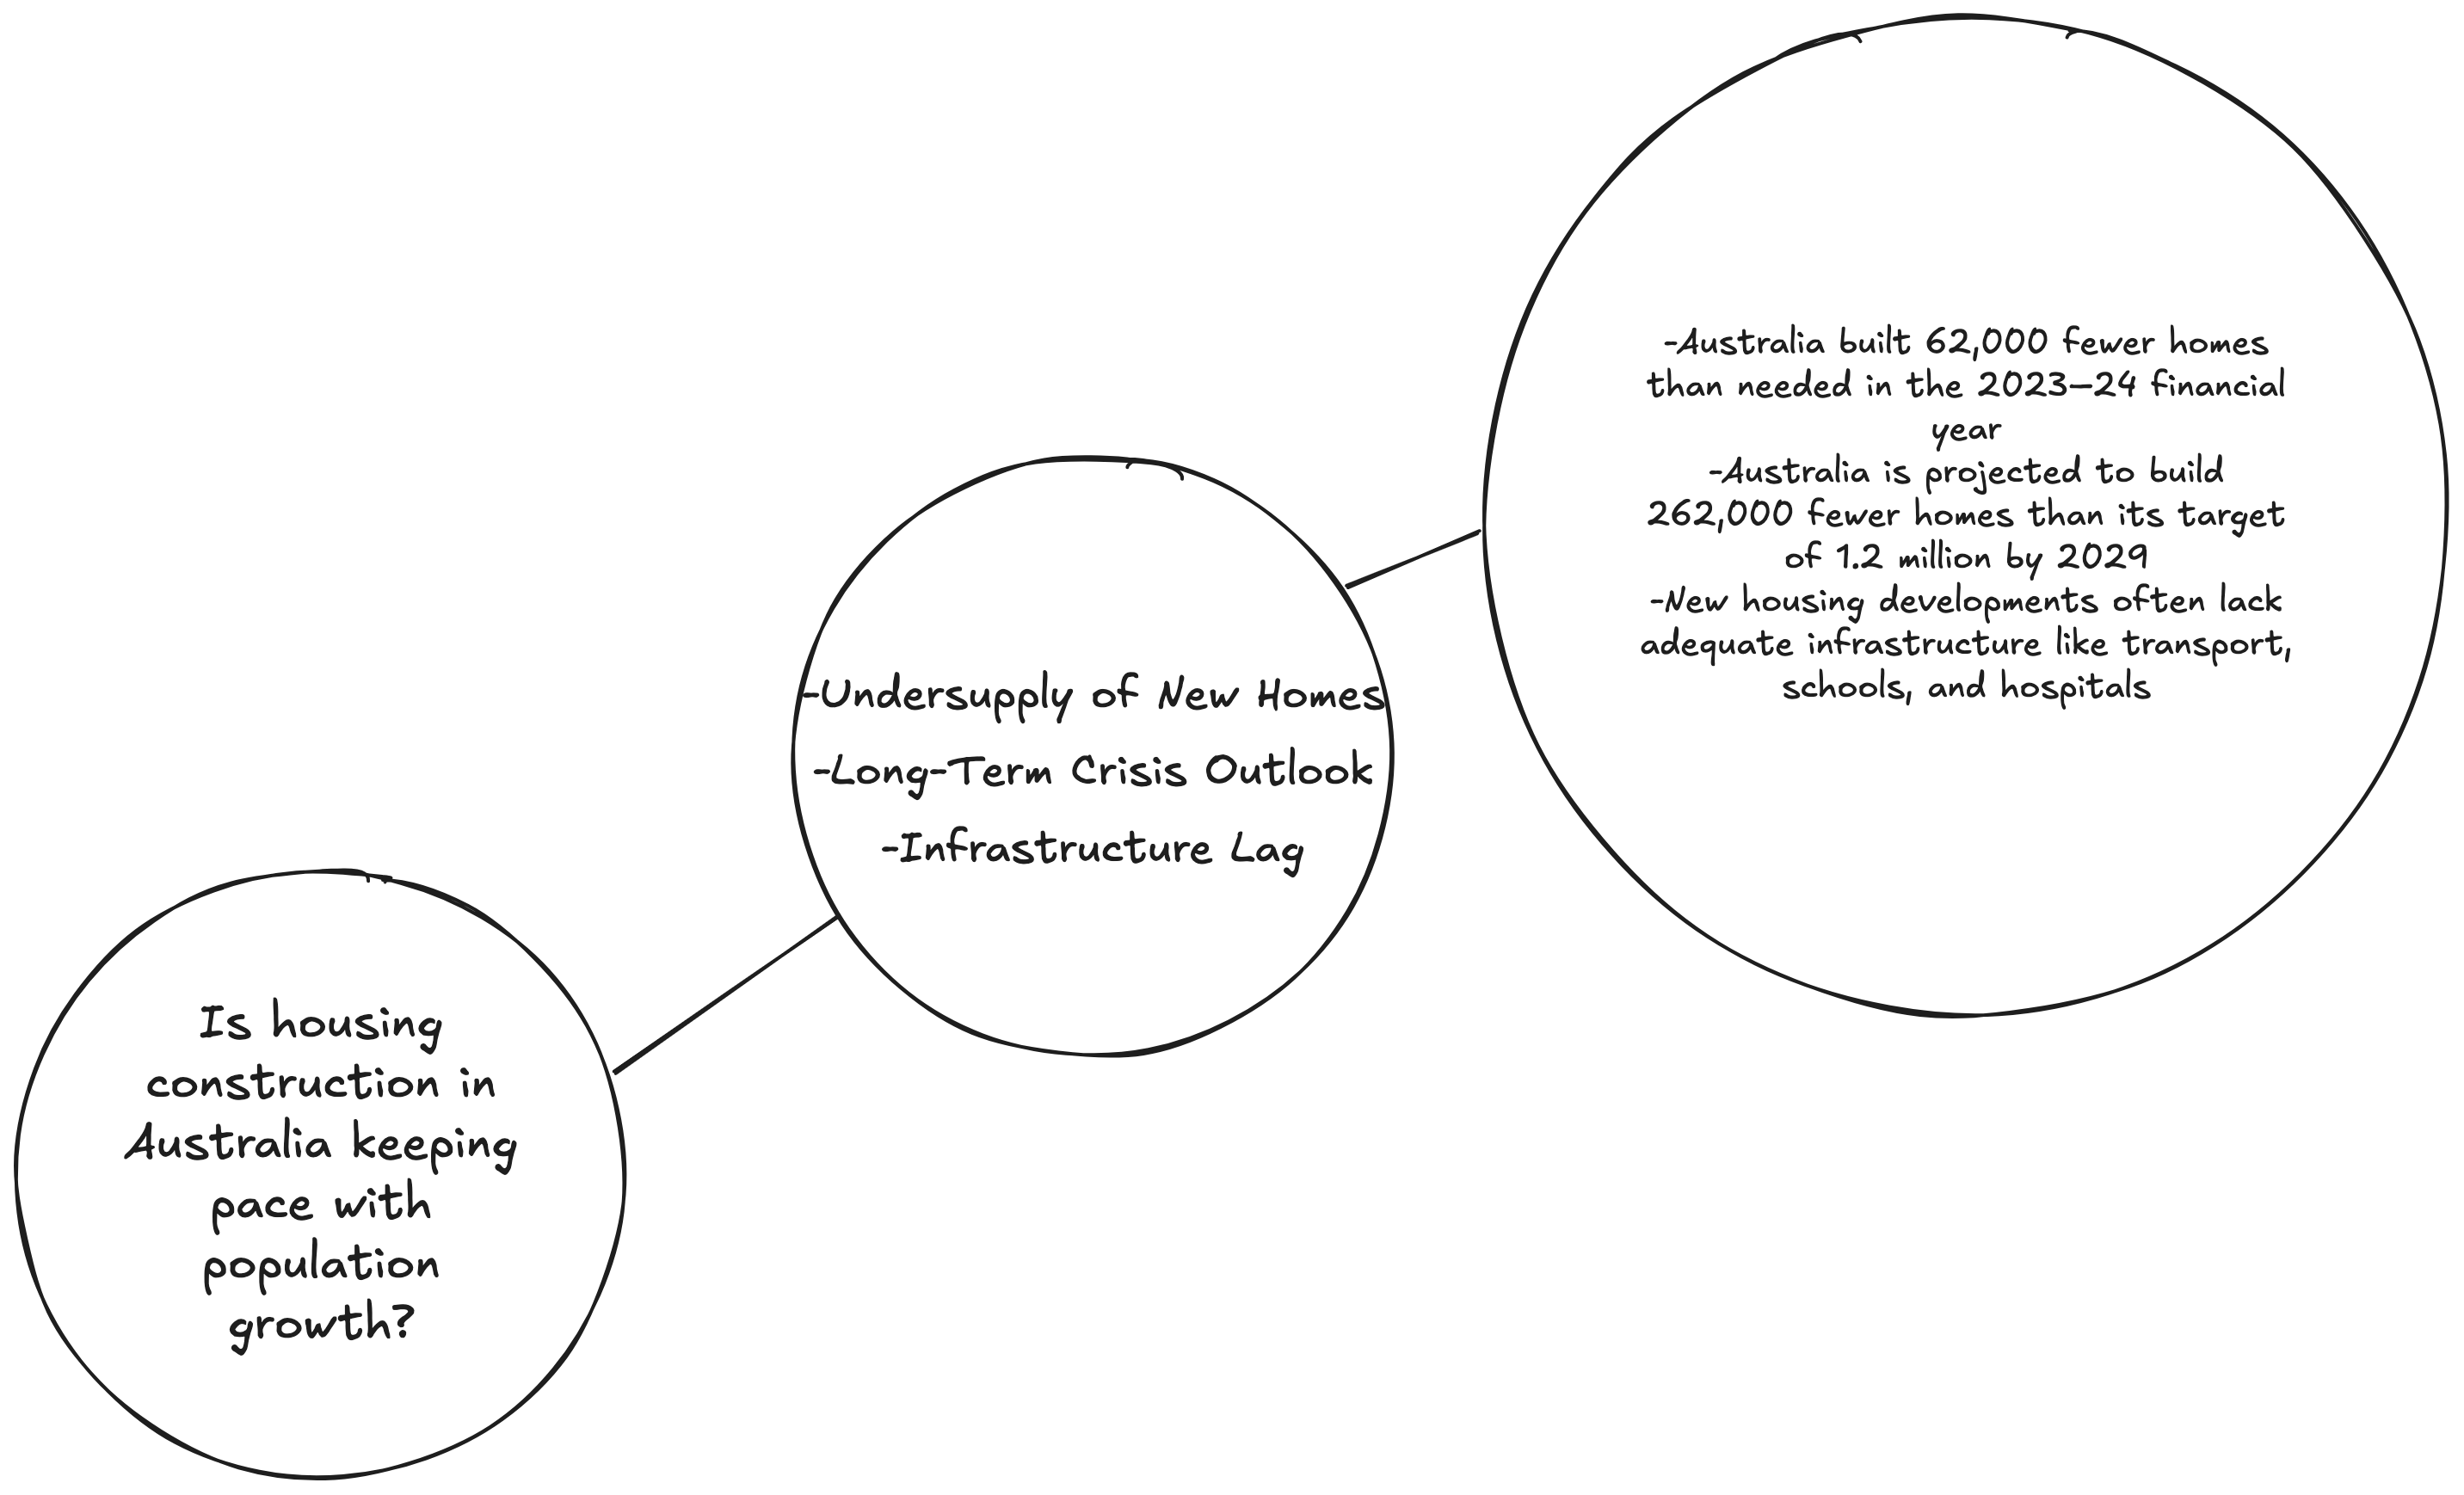 Is housing
construction in
Australia keeping
pace with
population
growth?
-Undersupply of New Homes
-Long-Term Crisis Outlook
-Infrastructure Lag
-Australia built 62,000 fewer homes
than needed in the 2023–24 financial
year
-Australia is projected to build
262,000 fewer homes than its target
of 1.2 million by 2029
-New housing developments often lack
adequate infrastructure like transport,
schools, and hospitals